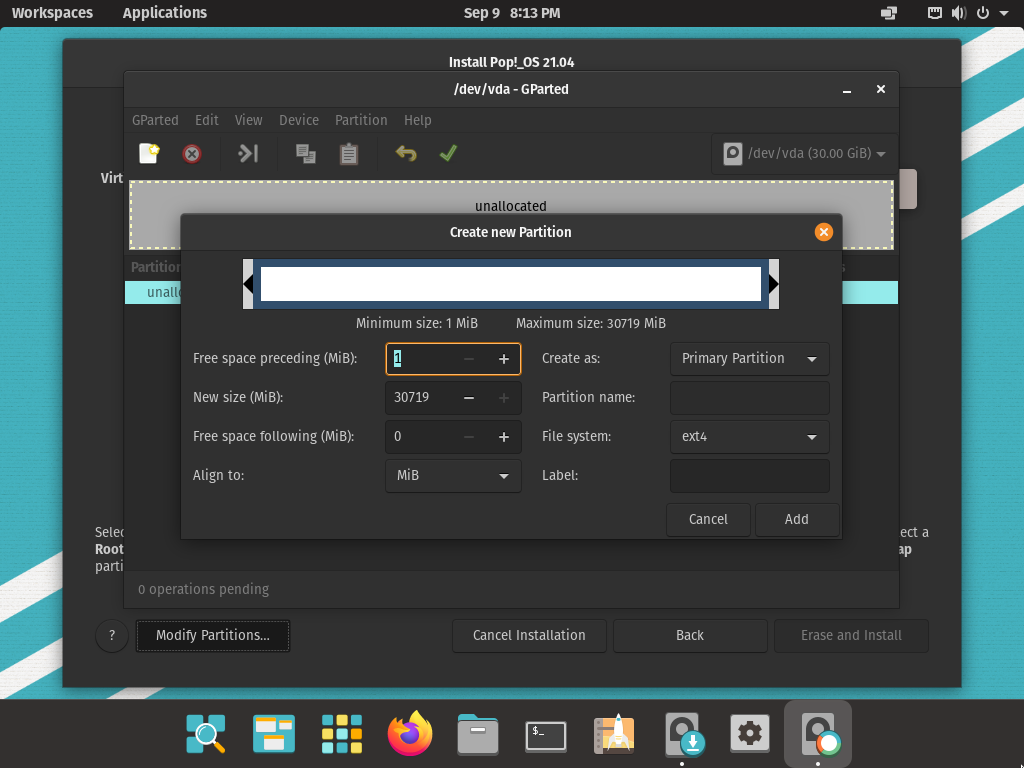 Workspaces Applications Sep 9 8:13 PM
Install Pop!_OS 21.04
/dev/vda - GParted
GParted Edit View Device Partition Help
/dev/vda (30.00 GiB)
Virt
unallocated
Create new Partition
Partition
unallo
Minimum size: 1 MiB Maximum size: 30719 MiB
Free space preceding (MiB): 1 Create as: Primary Partition
New size (MiB): 30719 Partition name:
Free space following (MiB): 0 File system: ext4
Align to: MiB Label:
Cancel Add
Selec ect a
Root ap
parti
0 operations pending
? Modify Partitions... Cancel Installation Back Erase and Install
$_